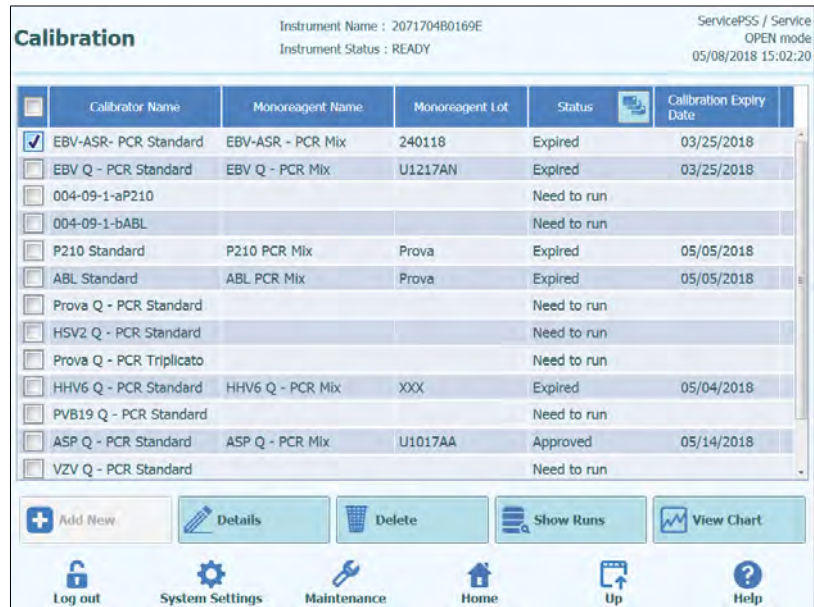 Calibration
Instrument Name : 2071704B0169E
Instrument Status : READY
ServicePSS / Service
OPEN mode
05/08/2018 15:02:20
Calibrator Name Monoreagent Name Monoreagent Lot Status Calibration Expiry Date
EBV-ASR- PCR Standard EBV-ASR - PCR Mix 240118 Expired 03/25/2018
EBV Q - PCR Standard EBV Q - PCR Mix U1217AN Expired 03/25/2018
004-09-1-aP210 Need to run
004-09-1-bABL Need to run
P210 Standard P210 PCR Mix Prova Expired 05/05/2018
ABL Standard ABL PCR Mix Prova Expired 05/05/2018
Prova Q - PCR Standard Need to run
HSV2 Q - PCR Standard Need to run
Prova Q - PCR Triplicato Need to run
HHV6 Q - PCR Standard HHV6 Q - PCR Mix XXX Expired 05/04/2018
PVB19 Q - PCR Standard Need to run
ASP Q - PCR Standard ASP Q - PCR Mix U1017AA Approved 05/14/2018
VZV Q - PCR Standard Need to run
Add New Details Delete Show Runs View Chart
Log out System Settings Maintenance Home Up Help